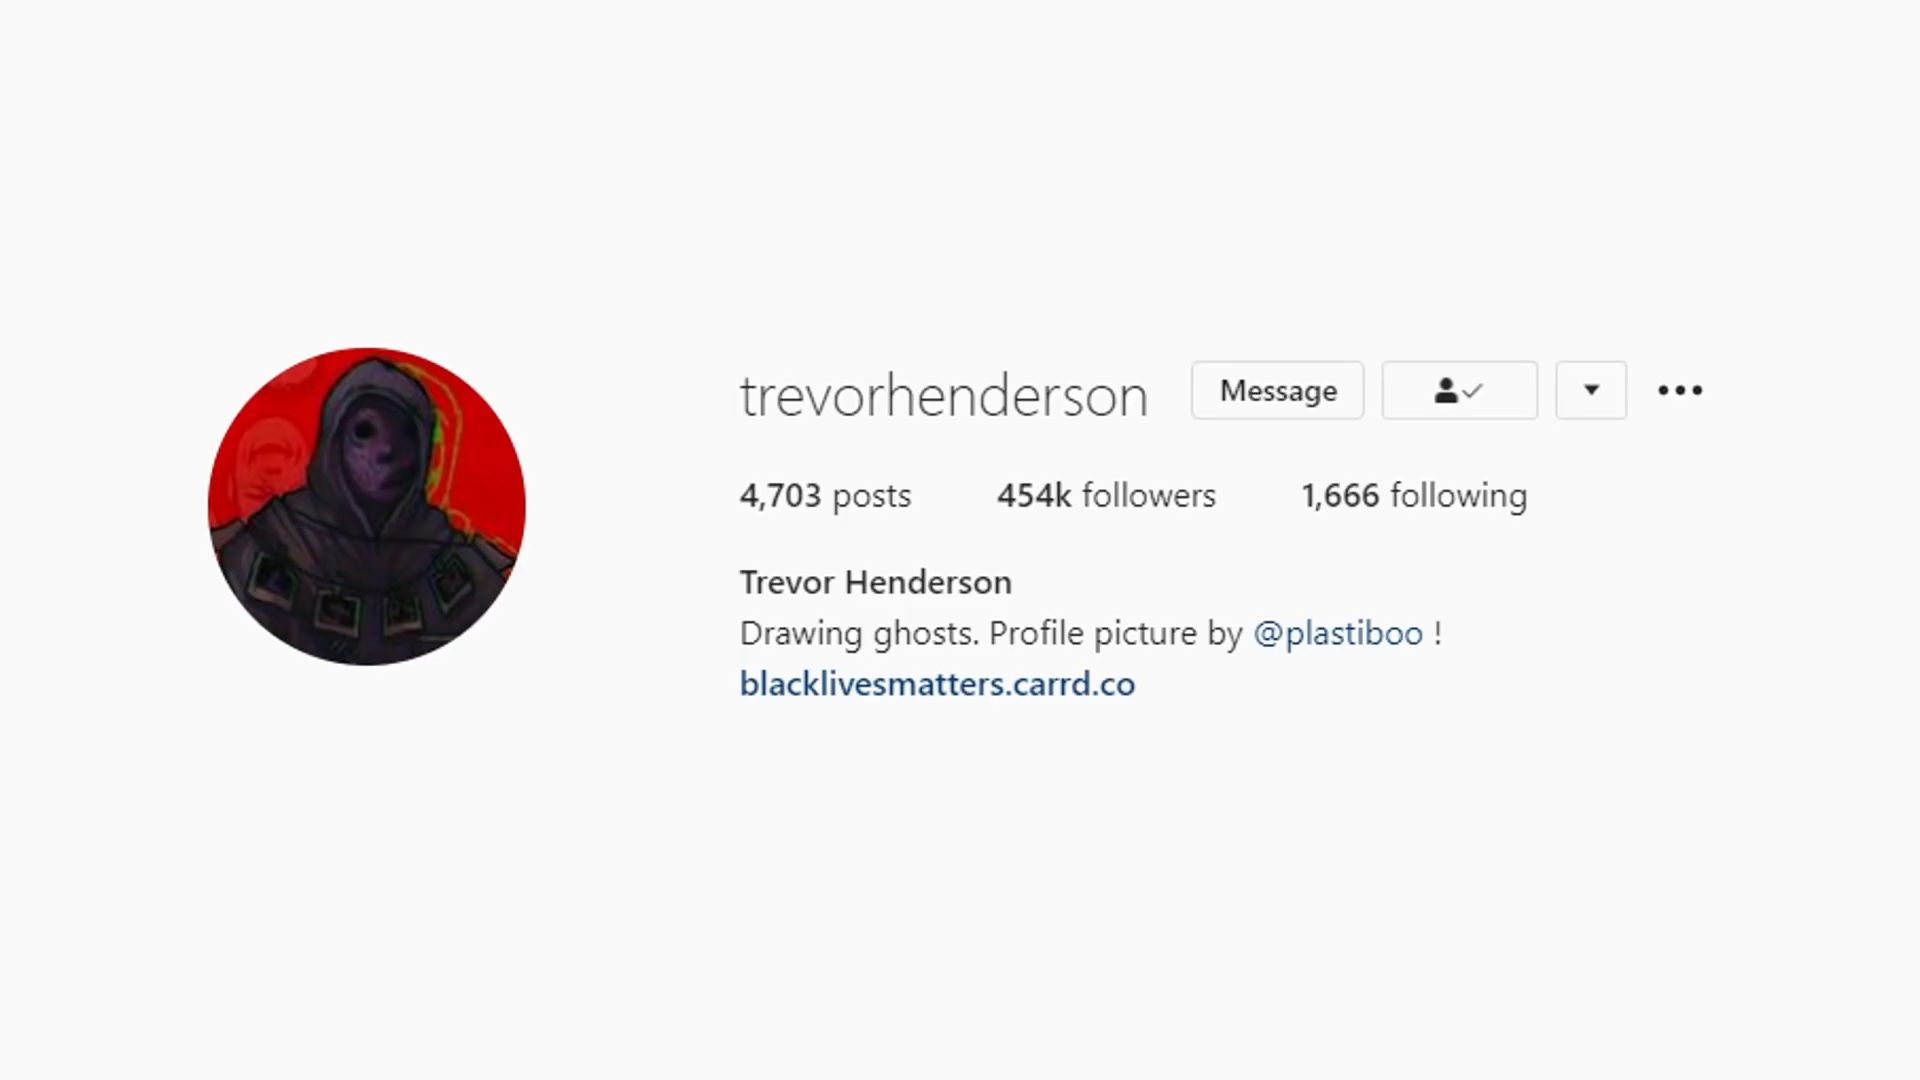 trevorhenderson Message
4,703 posts 454k followers 1,666 following
Trevor Henderson
Drawing ghosts. Profile picture by @plastiboo !
blacklivesmatters.carrd.co